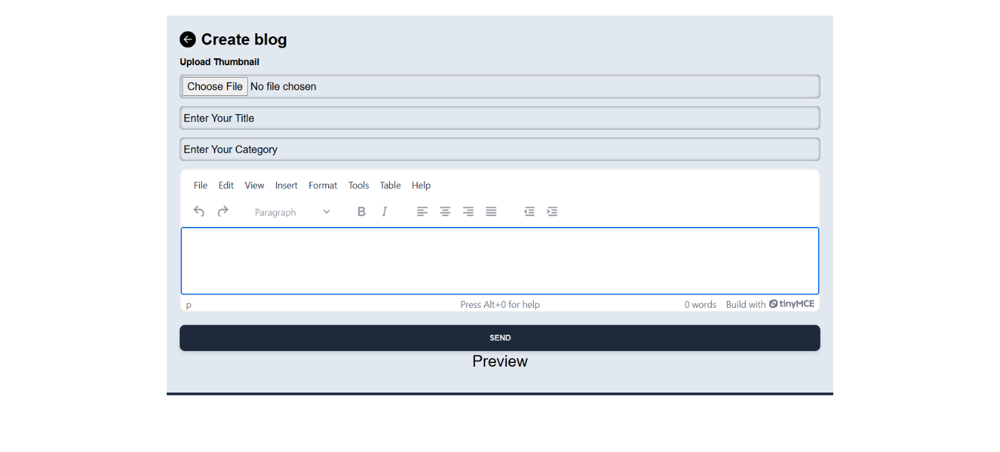 Create blog
Upload Thumbnail
Choose File No file chosen
Enter Your Title
Enter Your Category
File Edit View Insert Format Tools Table Help
Paragraph B I
p Press Alt+0 for help 0 words Build with tinyMCE
SEND
Preview